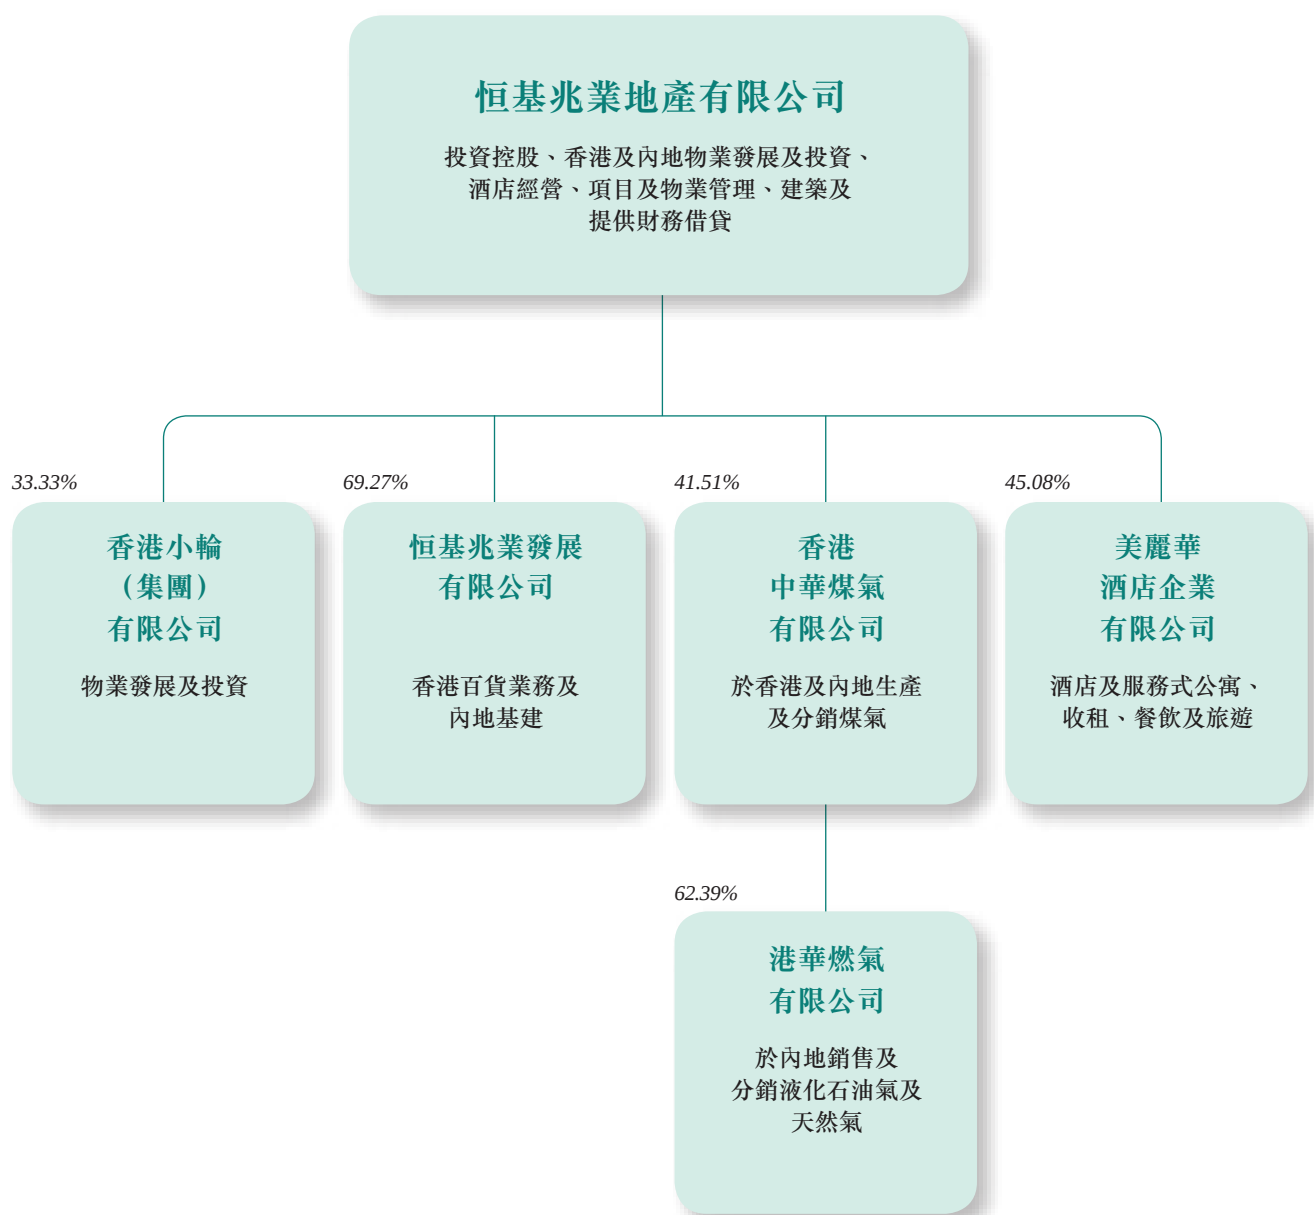 恒基兆業地產有限公司
投資控股、香港及內地物業發展及投資、
酒店經營、項目及物業管理、建築及
提供財務借貸
33.33%
香港小輪
（集團）
有限公司
物業發展及投資
69.27%
恒基兆業發展
有限公司
香港百貨業務及
內地基建
41.51%
香港
中華煤氣
有限公司
於香港及內地生產
及分銷煤氣
45.08%
美麗華
酒店企業
有限公司
酒店及服務式公寓、
收租、餐飲及旅遊
62.39%
港華燃氣
有限公司
於內地銷售及
分銷液化石油氣及
天然氣